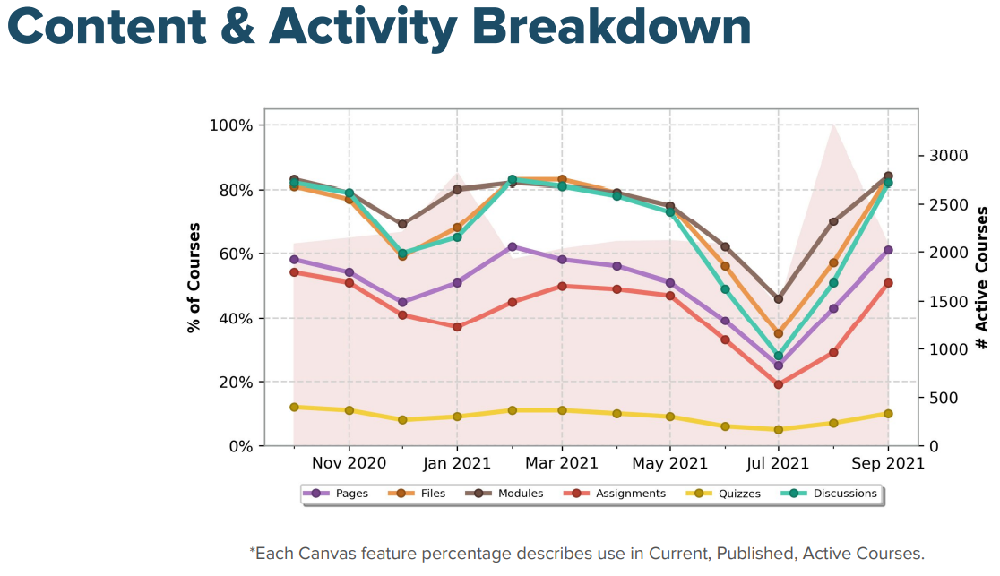 Content & Activity Breakdown
100%
80%
60%
40%
20%
0%
% of Courses
3000
2500
2000
1500
1000
500
0
# Active Courses
Nov 2020 Jan 2021 Mar 2021 May 2021 Jul 2021 Sep 2021
Pages Files Modules Assignments Quizzes Discussions
*Each Canvas feature percentage describes use in Current, Published, Active Courses.